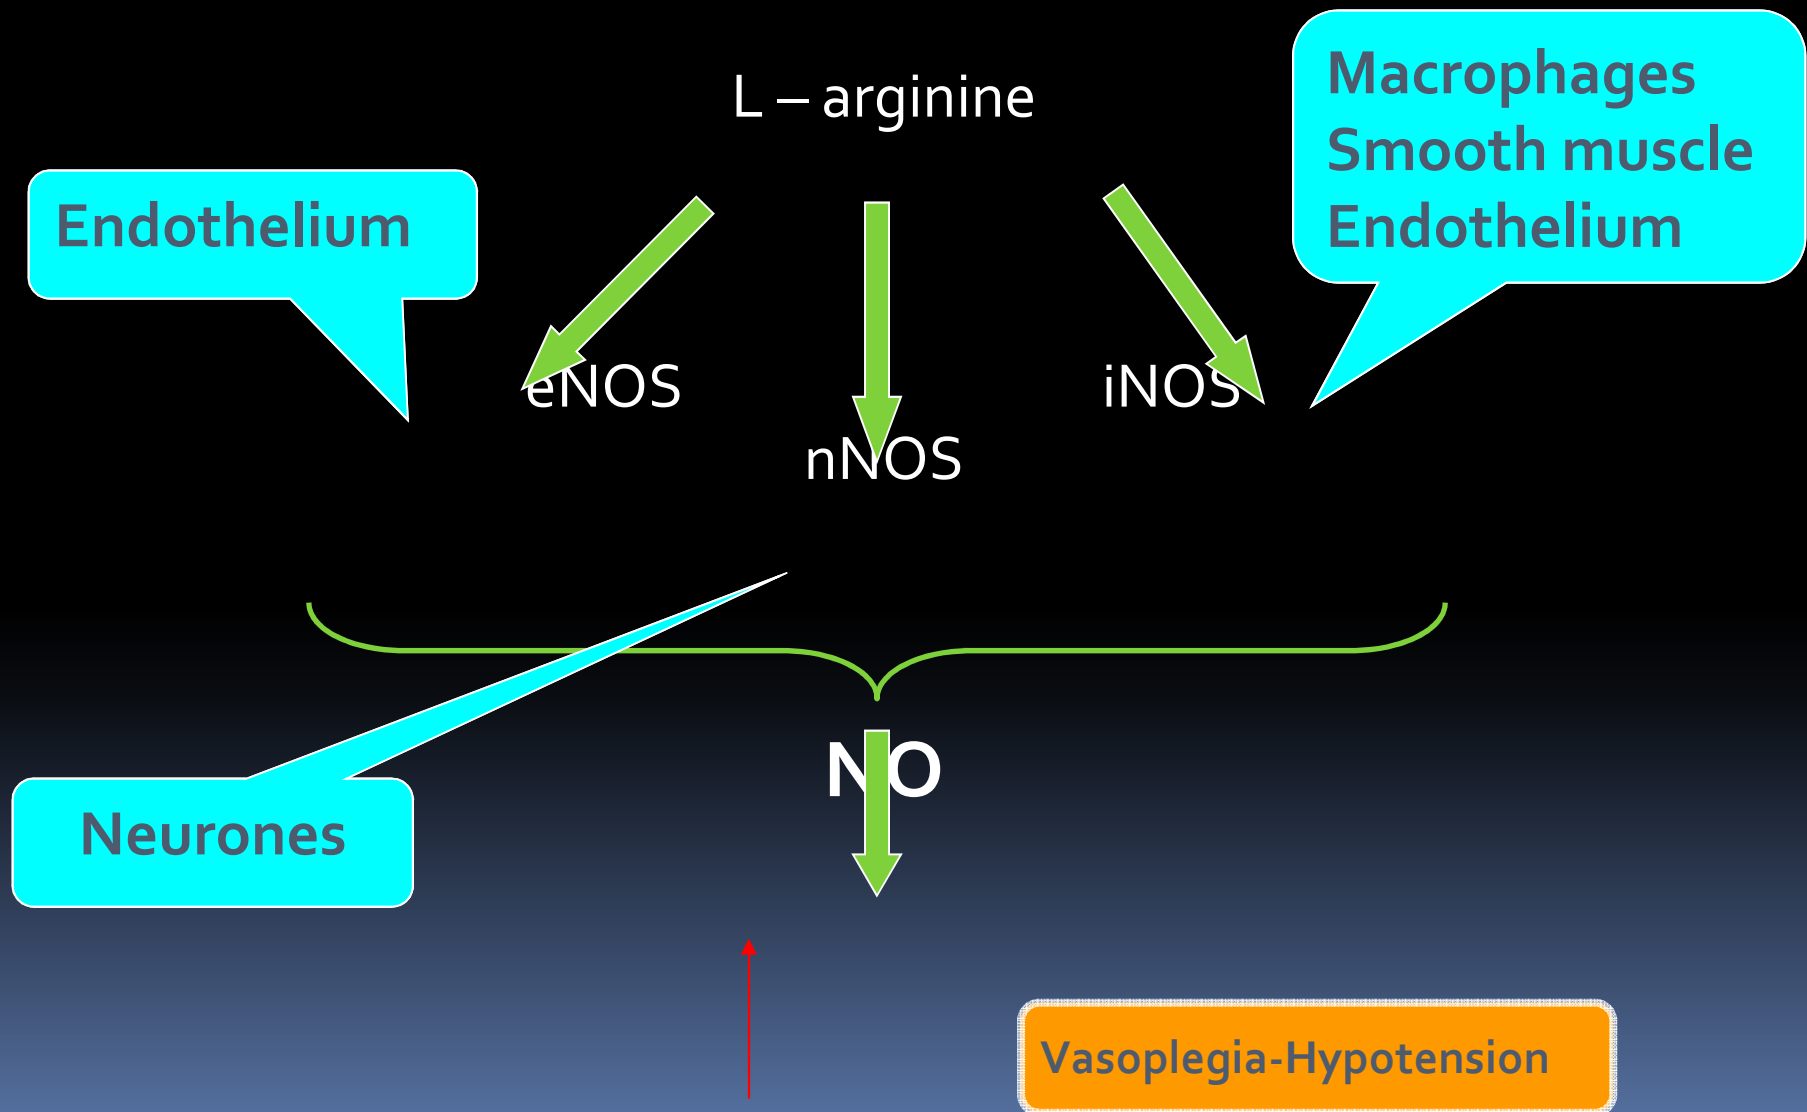 L – arginine
Macrophages
Smooth muscle
Endothelium
Endothelium
eNOS
iNOS
nNOS
NO
Neurones
Vasoplegia-Hypotension